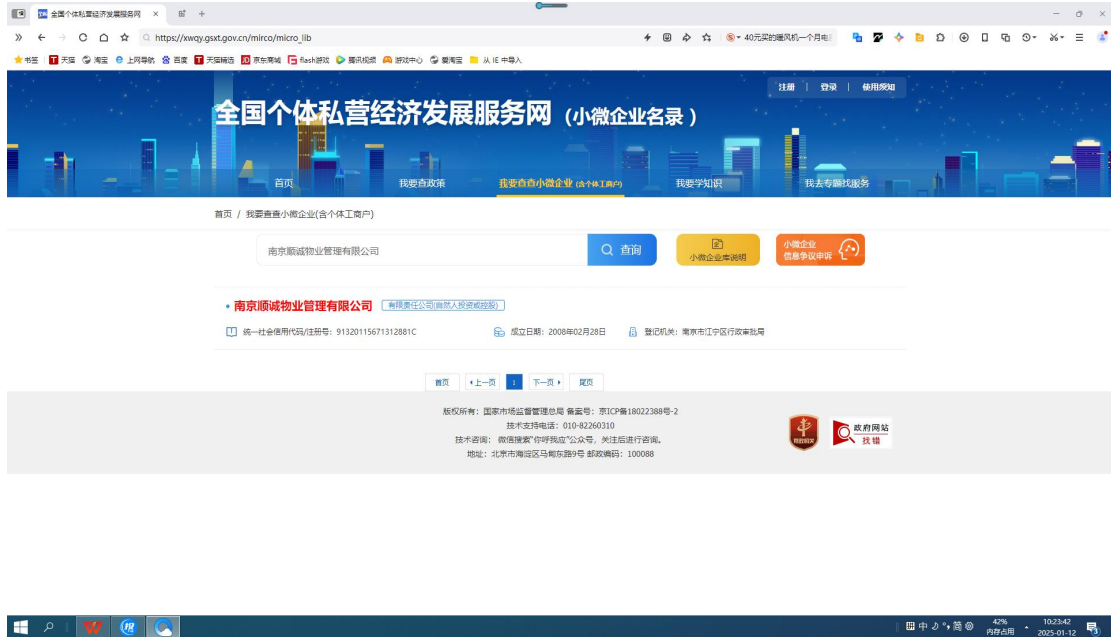 全国个体私营经济发展服务网
https://xwqy.gsxt.gov.cn/mirco/micro_lib
40元买的暖风机一个月电
书签 天猫 淘宝 上网导航 百度 天猫精选 京东商城 flash游戏 腾讯视频 游戏中心 爱淘宝 从 IE 中导入
注册 | 登录 | 使用须知
全国个体私营经济发展服务网（小微企业名录）
首页 我要查政策 我要查查小微企业 (含个体工商户) 我要学知识 我去专题找服务
首页 / 我要查查小微企业(含个体工商户)
南京顺诚物业管理有限公司 查询 小微企业库说明 小微企业信息争议申诉
南京顺诚物业管理有限公司 有限责任公司(自然人投资或控股)
统一社会信用代码/注册号：91320115671312881C 成立日期：2008年02月28日 登记机关：南京市江宁区行政审批局
首页 上一页 1 下一页 尾页
版权所有：国家市场监督管理总局 备案号：京ICP备18022388号-2
技术支持电话：010-82260310
技术咨询： 微信搜索“你呼我应”公众号，关注后进行咨询。
地址：北京市海淀区马甸东路9号 邮政编码：100088
政府网站
找错
中 简 42% 内存占用 10:23:42
2025-01-12